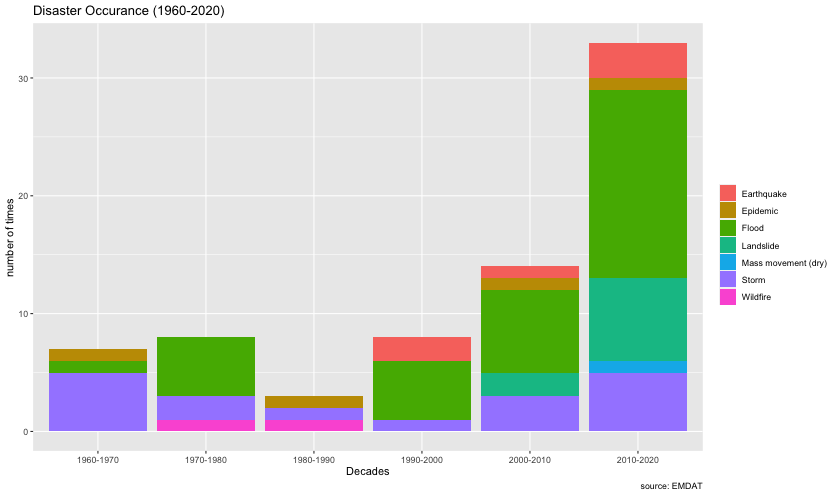 Disaster Occurance (1960-2020)
number of times
30
20
10
0
1960-1970
1970-1980
1980-1990
1990-2000
2000-2010
2010-2020
Decades
Earthquake
Epidemic
Flood
Landslide
Mass movement (dry)
Storm
Wildfire
source: EMDAT